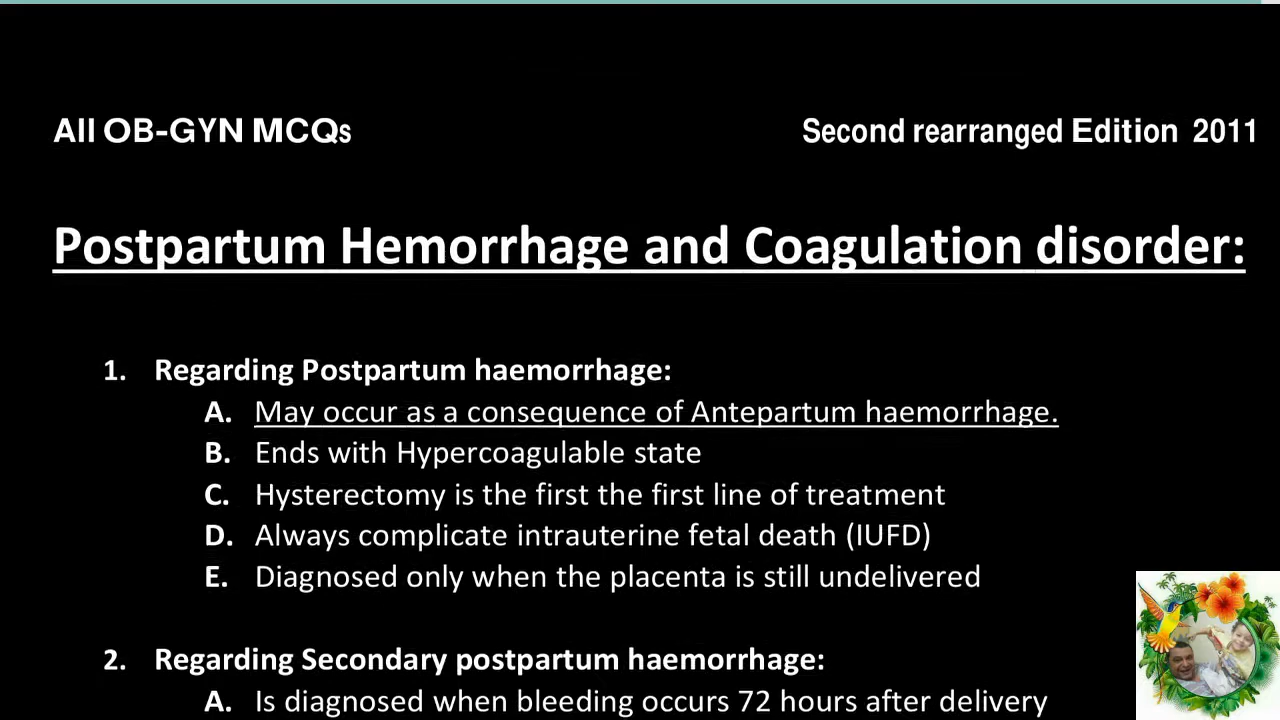 All OB-GYN MCQs Second rearranged Edition 2011
Postpartum Hemorrhage and Coagulation disorder:
1. Regarding Postpartum haemorrhage:
A. May occur as a consequence of Antepartum haemorrhage.
B. Ends with Hypercoagulable state
C. Hysterectomy is the first the first line of treatment
D. Always complicate intrauterine fetal death (IUFD)
E. Diagnosed only when the placenta is still undelivered
2. Regarding Secondary postpartum haemorrhage:
A. Is diagnosed when bleeding occurs 72 hours after delivery